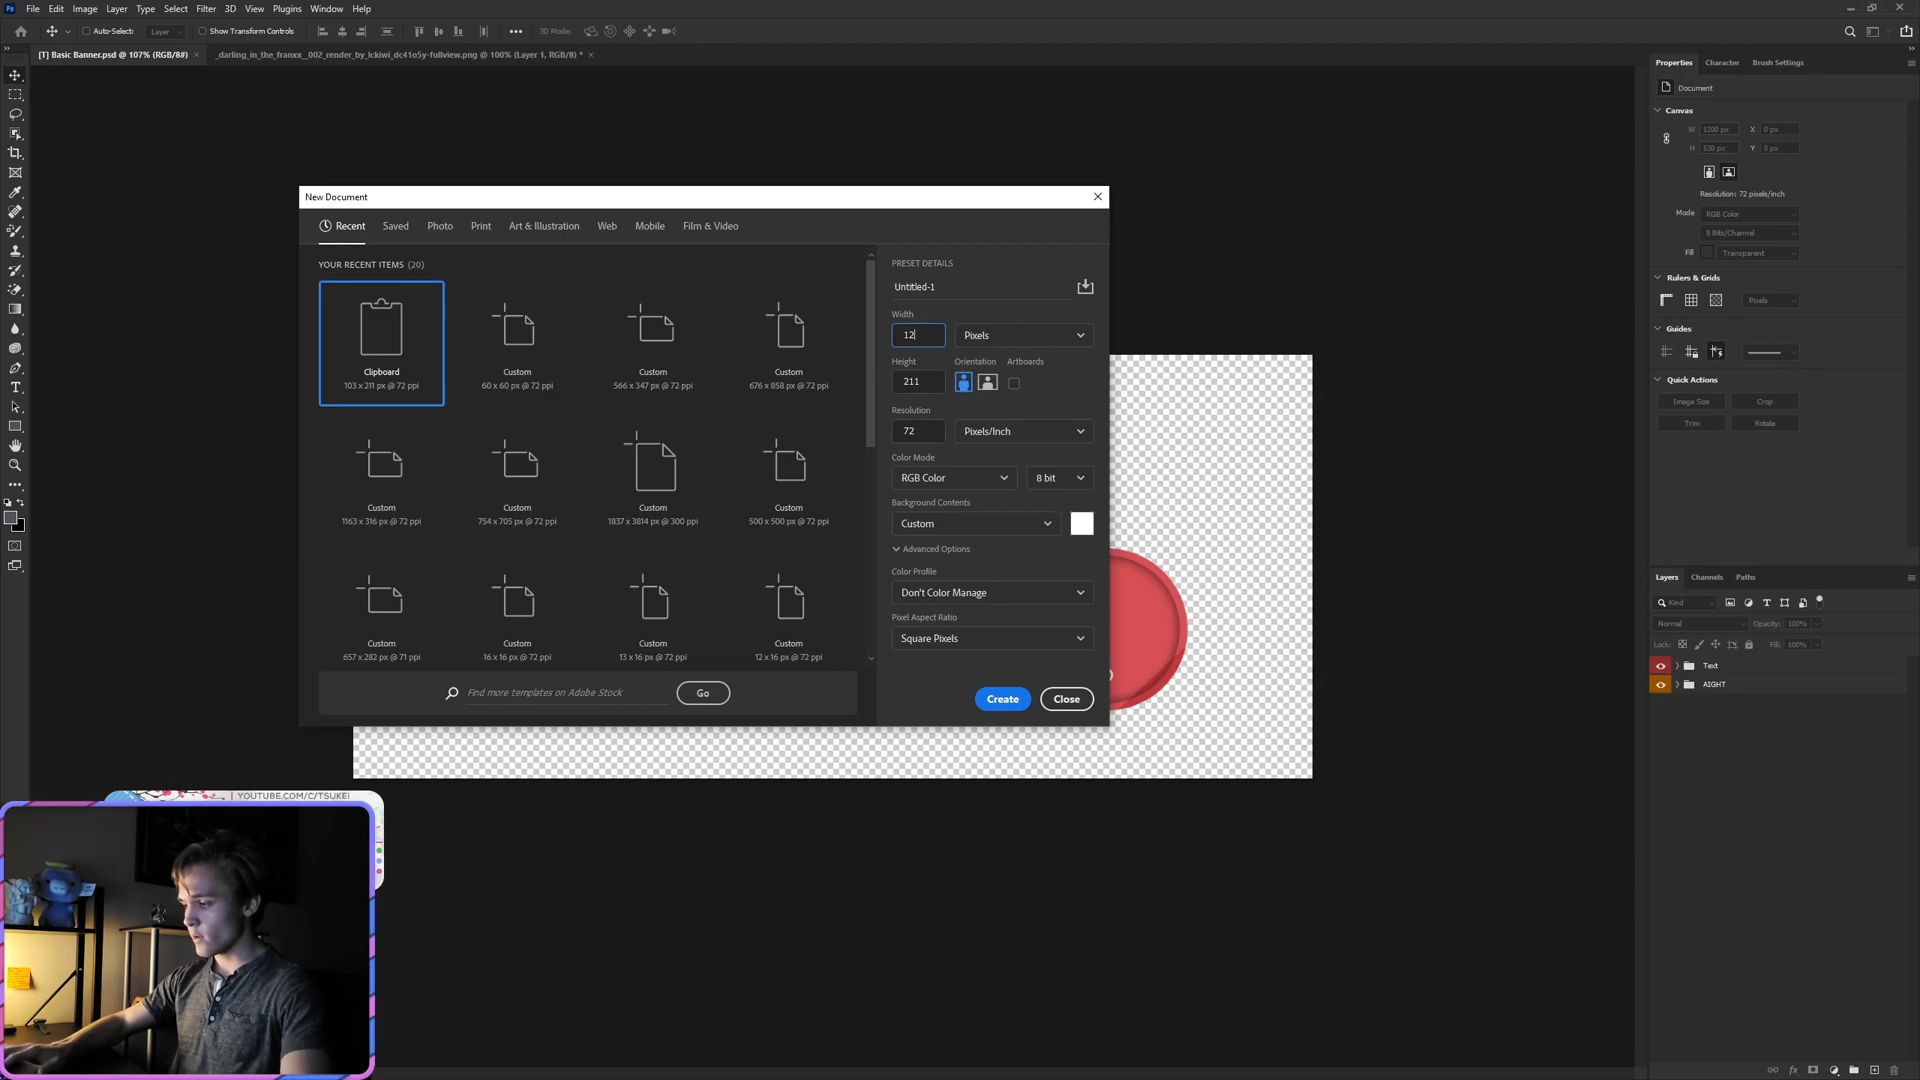 Ps File Edit Image Layer Type Select Filter 3D View Plugins Window Help
Auto-Select: Layer Show Transform Controls 3D Mode:
[T] Basic Banner.psd @ 107% (RGB/8#) × _darling_in_the_franxx__002_render_by_lckiwi_dc41o5y-fullview.png @ 100% (Layer 1, RGB/8) * ×
Properties Character Brush Settings
Document
Canvas
W 1200 px X 0 px
H 530 px Y 0 px
Resolution: 72 pixels/inch
Mode RGB Color
8 Bits/Channel
Fill Transparent
Rulers & Grids
Pixels
Guides
Quick Actions
Image Size Crop
Trim Rotate
New Document
Recent Saved Photo Print Art & Illustration Web Mobile Film & Video
YOUR RECENT ITEMS (20)
Clipboard
103 x 211 px @ 72 ppi
Custom
60 x 60 px @ 72 ppi
Custom
566 x 347 px @ 72 ppi
Custom
676 x 858 px @ 72 ppi
Custom
1163 x 316 px @ 72 ppi
Custom
754 x 705 px @ 72 ppi
Custom
1837 x 3814 px @ 300 ppi
Custom
500 x 500 px @ 72 ppi
Custom
657 x 282 px @ 71 ppi
Custom
16 x 16 px @ 72 ppi
Custom
13 x 16 px @ 72 ppi
Custom
12 x 16 px @ 72 ppi
Find more templates on Adobe Stock Go
PRESET DETAILS
Untitled-1
Width
12 Pixels
Height Orientation Artboards
211
Resolution
72 Pixels/Inch
Color Mode
RGB Color 8 bit
Background Contents
Custom
Advanced Options
Color Profile
Don't Color Manage
Pixel Aspect Ratio
Square Pixels
Create Close
Layers Channels Paths
Kind
Normal Opacity: 100%
Lock: Fill: 100%
Text
AIGHT
YOUTUBE.COM/C/TSUKEI